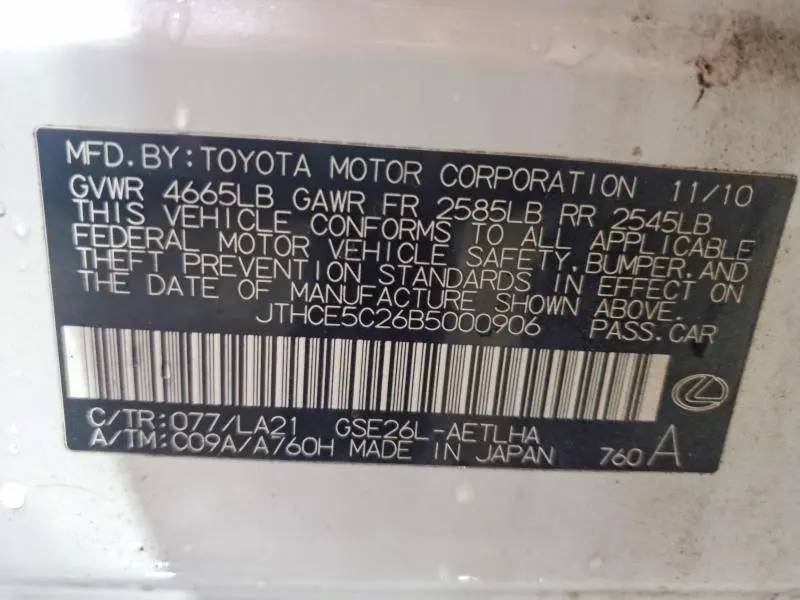 MFD.BY:TOYOTA MOTOR CORPORATION 11/10
GVWR 4665LB GAWR FR 2585LB RR 2545LB
THIS VEHICLE CONFORMS TO ALL APPLICABLE
FEDERAL MOTOR VEHICLE SAFETY,BUMPER,AND
THEFT PREVENTION STANDARDS IN EFFECT ON
THE DATE OF MANUFACTURE SHOWN ABOVE.
JTHCE5C26B5000906 PASS.CAR
C/TR:077/LA21 GSE26L-AETLHA
A/TM:C09A/A760H MADE IN JAPAN 760 A